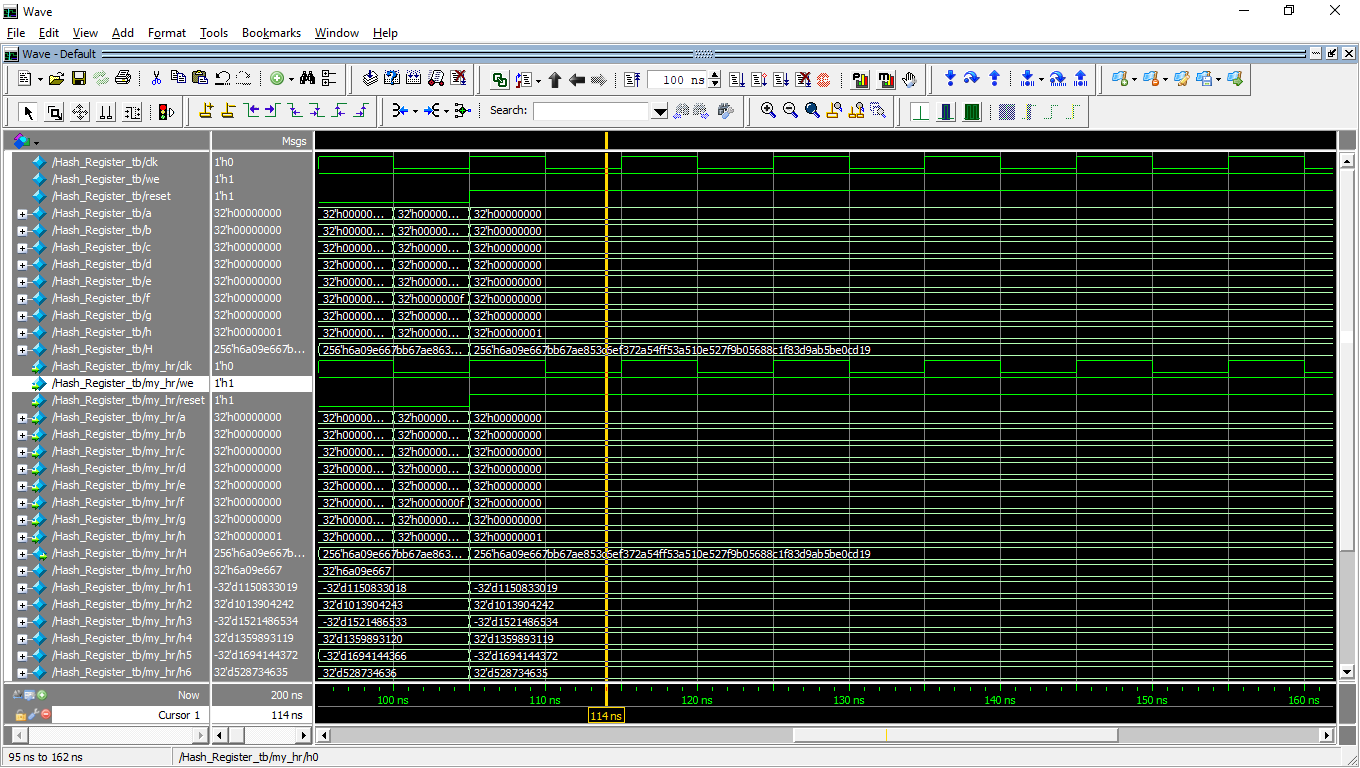 Wave
File Edit View Add Format Tools Bookmarks Window Help
Wave - Default
100 ns
Search:
Msgs
/Hash_Register_tb/clk 1'h0
/Hash_Register_tb/we 1'h1
/Hash_Register_tb/reset 1'h1
/Hash_Register_tb/a 32'h00000000 32'h00000... 32'h00000... 32'h00000000
/Hash_Register_tb/b 32'h00000000 32'h00000... 32'h00000... 32'h00000000
/Hash_Register_tb/c 32'h00000000 32'h00000... 32'h00000... 32'h00000000
/Hash_Register_tb/d 32'h00000000 32'h00000... 32'h00000... 32'h00000000
/Hash_Register_tb/e 32'h00000000 32'h00000... 32'h00000... 32'h00000000
/Hash_Register_tb/f 32'h00000000 32'h00000... 32'h0000000f 32'h00000000
/Hash_Register_tb/g 32'h00000000 32'h00000... 32'h00000... 32'h00000000
/Hash_Register_tb/h 32'h00000001 32'h00000... 32'h00000... 32'h00000001
/Hash_Register_tb/H 256'h6a09e667b... 256'h6a09e667bb67ae863... 256'h6a09e667bb67ae853c6ef372a54ff53a510e527f9b05688c1f83d9ab5be0cd19
/Hash_Register_tb/my_hr/clk 1'h0
/Hash_Register_tb/my_hr/we 1'h1
/Hash_Register_tb/my_hr/reset 1'h1
/Hash_Register_tb/my_hr/a 32'h00000000 32'h00000... 32'h00000... 32'h00000000
/Hash_Register_tb/my_hr/b 32'h00000000 32'h00000... 32'h00000... 32'h00000000
/Hash_Register_tb/my_hr/c 32'h00000000 32'h00000... 32'h00000... 32'h00000000
/Hash_Register_tb/my_hr/d 32'h00000000 32'h00000... 32'h00000... 32'h00000000
/Hash_Register_tb/my_hr/e 32'h00000000 32'h00000... 32'h00000... 32'h00000000
/Hash_Register_tb/my_hr/f 32'h00000000 32'h00000... 32'h0000000f 32'h00000000
/Hash_Register_tb/my_hr/g 32'h00000000 32'h00000... 32'h00000... 32'h00000000
/Hash_Register_tb/my_hr/h 32'h00000001 32'h00000... 32'h00000... 32'h00000001
/Hash_Register_tb/my_hr/H 256'h6a09e667b... 256'h6a09e667bb67ae863... 256'h6a09e667bb67ae853c6ef372a54ff53a510e527f9b05688c1f83d9ab5be0cd19
/Hash_Register_tb/my_hr/h0 32'h6a09e667 32'h6a09e667
/Hash_Register_tb/my_hr/h1 -32'd1150833019 -32'd1150833018 -32'd1150833019
/Hash_Register_tb/my_hr/h2 32'd1013904242 32'd1013904243 32'd1013904242
/Hash_Register_tb/my_hr/h3 -32'd1521486534 -32'd1521486533 -32'd1521486534
/Hash_Register_tb/my_hr/h4 32'd1359893119 32'd1359893120 32'd1359893119
/Hash_Register_tb/my_hr/h5 -32'd1694144372 -32'd1694144366 -32'd1694144372
/Hash_Register_tb/my_hr/h6 32'd528734635 32'd528734636 32'd528734635
Now 200 ns 100 ns 110 ns 120 ns 130 ns 140 ns 150 ns 160 ns
Cursor 1 114 ns 114 ns
95 ns to 162 ns /Hash_Register_tb/my_hr/h0